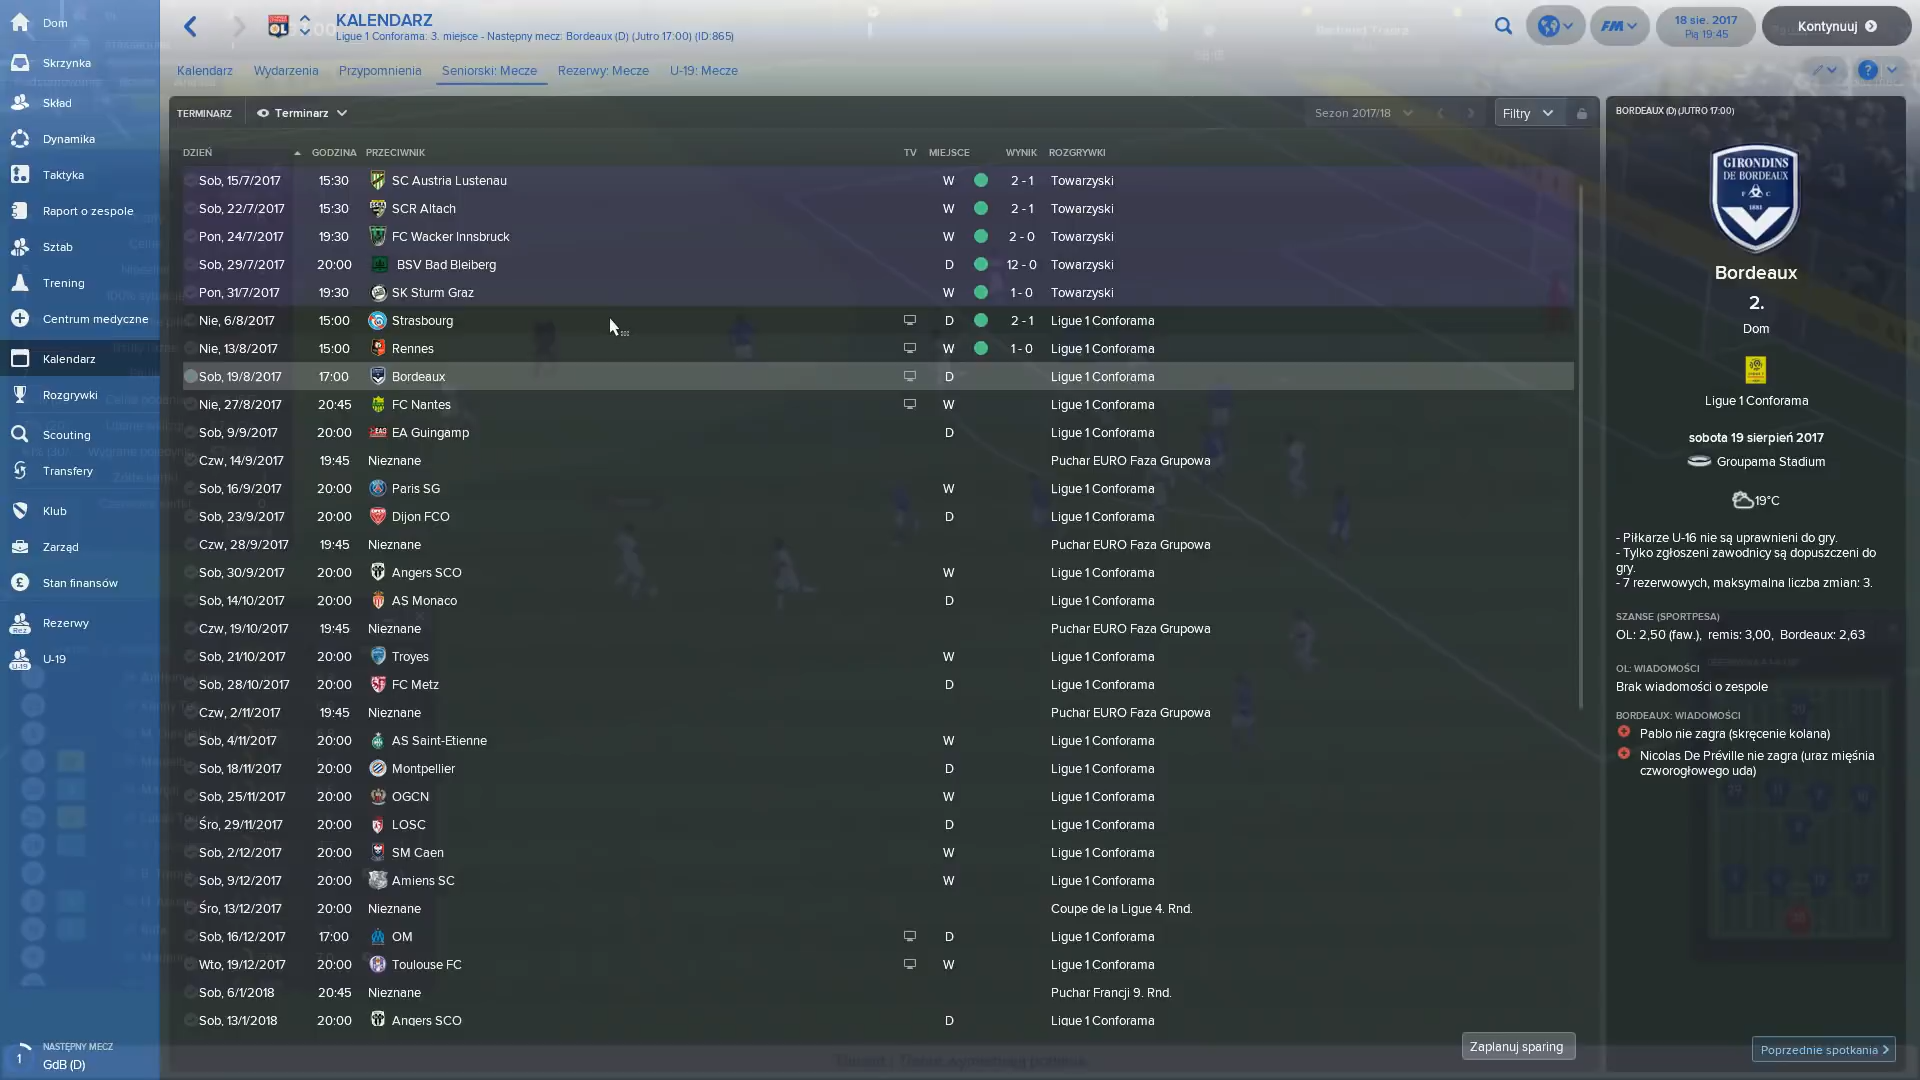 Dom
Skrzynka
Skład
Dynamika
Taktyka
Raport o zespole
Sztab
Trening
Centrum medyczne
Kalendarz
Rozgrywki
Scouting
Transfery
Klub
Zarząd
Stan finansów
Rezerwy
U-19
1 NASTĘPNY MECZ
GdB (D)
KALENDARZ
Ligue 1 Conforama: 3. miejsce - Następny mecz: Bordeaux (D) (Jutro 17:00) (ID:865)
FM
18 sie. 2017
Pią 19:45
Kontynuuj
Kalendarz Wydarzenia Przypomnienia Seniorski: Mecze Rezerwy: Mecze U-19: Mecze
TERMINARZ Terminarz Sezon 2017/18 Filtry
DZIEŃ GODZINA PRZECIWNIK TV MIEJSCE WYNIK ROZGRYWKI
Sob, 15/7/2017 15:30 SC Austria Lustenau W 2 - 1 Towarzyski
Sob, 22/7/2017 15:30 SCR Altach W 2 - 1 Towarzyski
Pon, 24/7/2017 19:30 FC Wacker Innsbruck W 2 - 0 Towarzyski
Sob, 29/7/2017 20:00 BSV Bad Bleiberg D 12 - 0 Towarzyski
Pon, 31/7/2017 19:30 SK Sturm Graz W 1 - 0 Towarzyski
Nie, 6/8/2017 15:00 Strasbourg D 2 - 1 Ligue 1 Conforama
Nie, 13/8/2017 15:00 Rennes W 1 - 0 Ligue 1 Conforama
Sob, 19/8/2017 17:00 Bordeaux D Ligue 1 Conforama
Nie, 27/8/2017 20:45 FC Nantes W Ligue 1 Conforama
Sob, 9/9/2017 20:00 EA Guingamp D Ligue 1 Conforama
Czw, 14/9/2017 19:45 Nieznane Puchar EURO Faza Grupowa
Sob, 16/9/2017 20:00 Paris SG W Ligue 1 Conforama
Sob, 23/9/2017 20:00 Dijon FCO D Ligue 1 Conforama
Czw, 28/9/2017 19:45 Nieznane Puchar EURO Faza Grupowa
Sob, 30/9/2017 20:00 Angers SCO W Ligue 1 Conforama
Sob, 14/10/2017 20:00 AS Monaco D Ligue 1 Conforama
Czw, 19/10/2017 19:45 Nieznane Puchar EURO Faza Grupowa
Sob, 21/10/2017 20:00 Troyes W Ligue 1 Conforama
Sob, 28/10/2017 20:00 FC Metz D Ligue 1 Conforama
Czw, 2/11/2017 19:45 Nieznane Puchar EURO Faza Grupowa
Sob, 4/11/2017 20:00 AS Saint-Etienne W Ligue 1 Conforama
Sob, 18/11/2017 20:00 Montpellier D Ligue 1 Conforama
Sob, 25/11/2017 20:00 OGCN W Ligue 1 Conforama
Śro, 29/11/2017 20:00 LOSC D Ligue 1 Conforama
Sob, 2/12/2017 20:00 SM Caen W Ligue 1 Conforama
Sob, 9/12/2017 20:00 Amiens SC W Ligue 1 Conforama
Śro, 13/12/2017 20:00 Nieznane Coupe de la Ligue 4. Rnd.
Sob, 16/12/2017 17:00 OM D Ligue 1 Conforama
Wto, 19/12/2017 20:00 Toulouse FC W Ligue 1 Conforama
Sob, 6/1/2018 20:45 Nieznane Puchar Francji 9. Rnd.
Sob, 13/1/2018 20:00 Angers SCO D Ligue 1 Conforama
Zaplanuj sparing
BORDEAUX (D) (JUTRO 17:00)
GIRONDINS
DE BORDEAUX
F C
1881
Bordeaux
2.
Dom
Ligue 1 Conforama
sobota 19 sierpień 2017
Groupama Stadium
19°C
- Piłkarze U-16 nie są uprawnieni do gry.
- Tylko zgłoszeni zawodnicy są dopuszczeni do
gry.
- 7 rezerwowych, maksymalna liczba zmian: 3.
SZANSE (SPORTPESA)
OL: 2,50 (faw.), remis: 3,00, Bordeaux: 2,63
OL: WIADOMOŚCI
Brak wiadomości o zespole
BORDEAUX: WIADOMOŚCI
Pablo nie zagra (skręcenie kolana)
Nicolas De Préville nie zagra (uraz mięśnia
czworogłowego uda)
Poprzednie spotkania